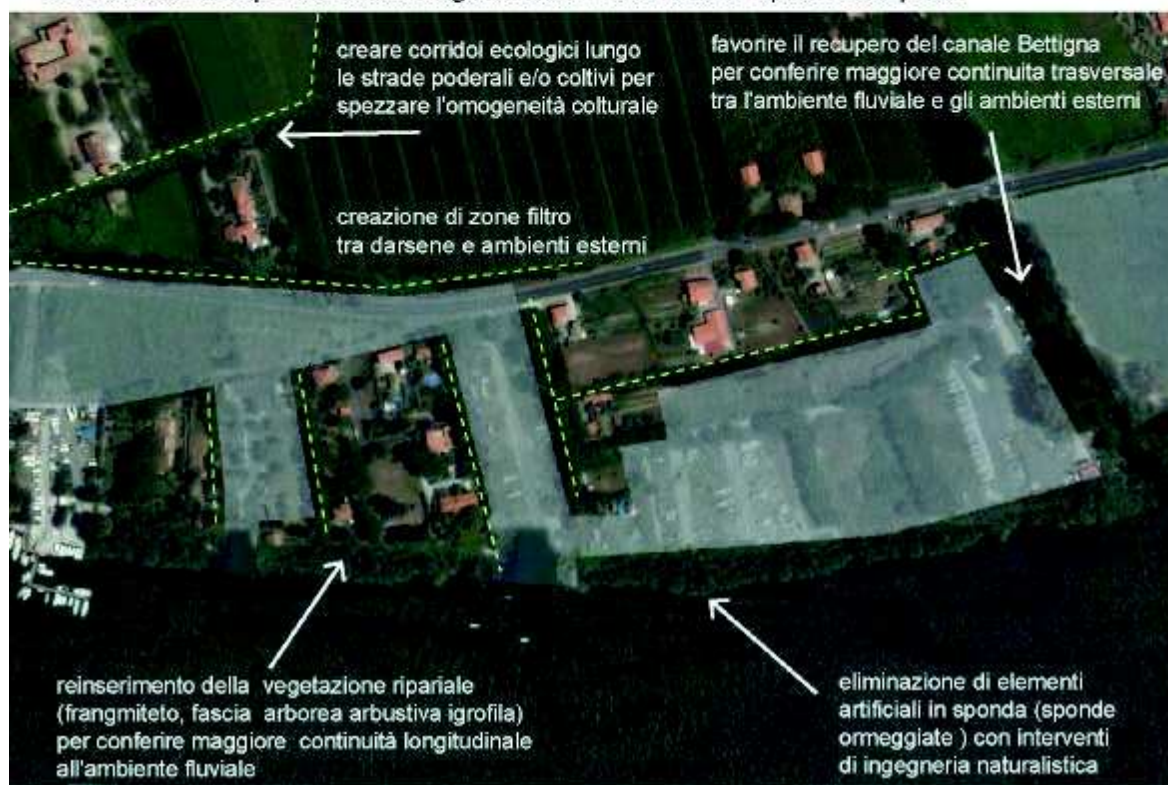 creare corridoi ecologici lungo
le strade poderali e/o coltivi per
spezzare l'omogeneità colturale
favorire il recupero del canale Bettigna
per conferire maggiore continuita trasversale
tra l'ambiente fluviale e gli ambienti esterni
creazione di zone filtro
tra darsene e ambienti esterni
reinserimento della vegetazione ripariale
(frangmiteto, fascia arborea arbustiva igrofila)
per conferire maggiore continuità longitudinale
all'ambiente fluviale
eliminazione di elementi
artificiali in sponda (sponde
ormeggiate ) con interventi
di ingegneria naturalistica